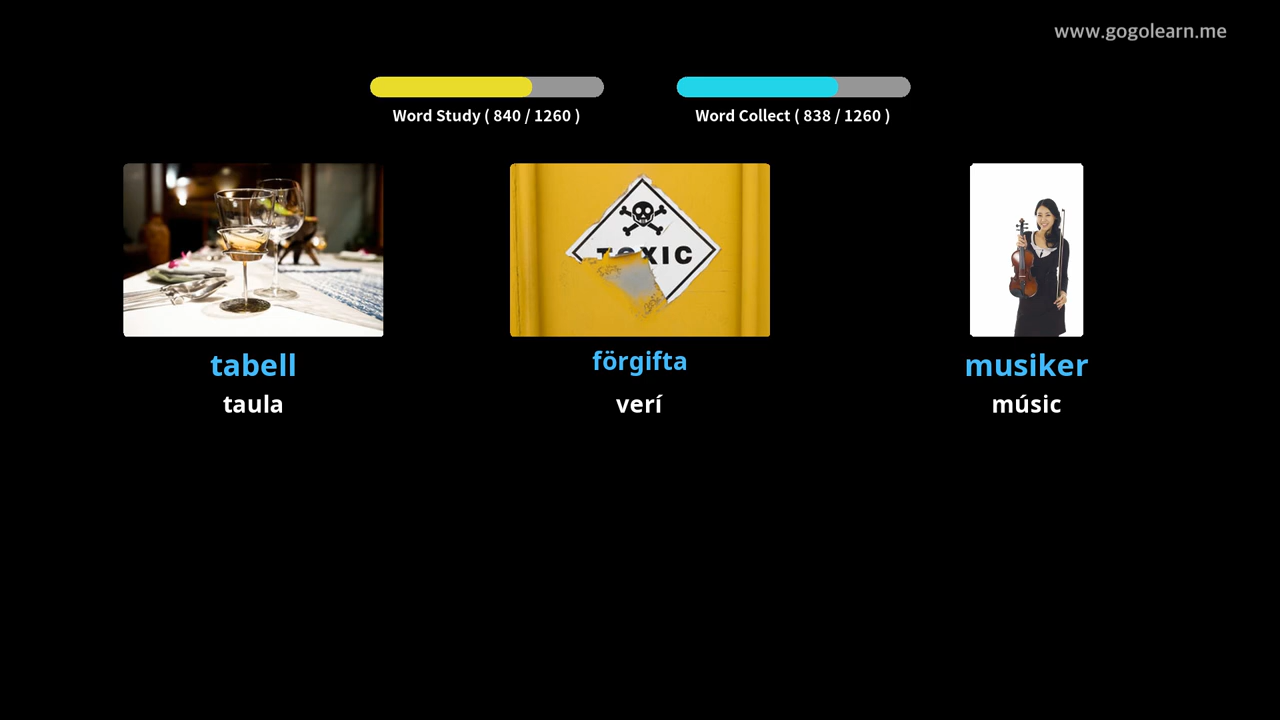 www.gogolearn.me
Word Study ( 840 / 1260 )
Word Collect ( 838 / 1260 )
TOXIC
tabell
förgifta
musiker
taula
verí
músic